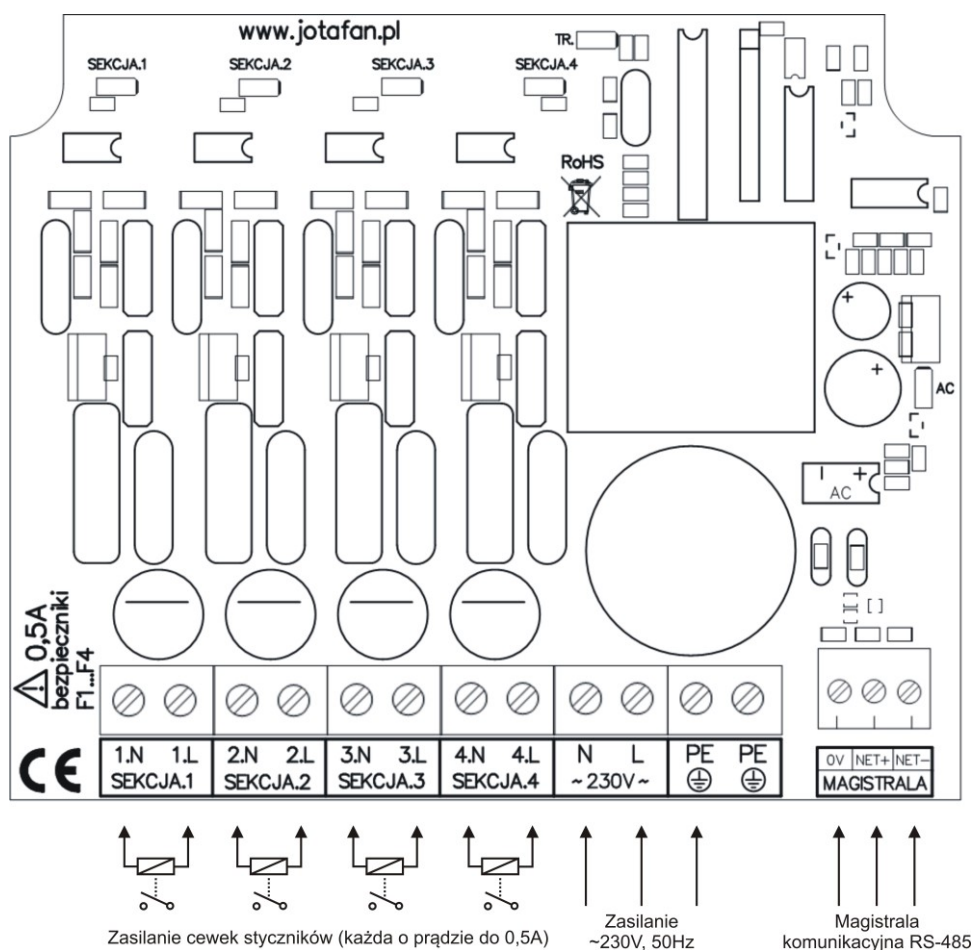 www.jotafan.pl
TR.
SEKCJA.1 SEKCJA.2 SEKCJA.3 SEKCJA.4
RoHS
+
+
AC
− +
AC
⚠ 0,5A
bezpieczniki
F1...F4
1.N 1.L 2.N 2.L 3.N 3.L 4.N 4.L N L PE PE
SEKCJA.1 SEKCJA.2 SEKCJA.3 SEKCJA.4 ~230V~
CE
0V NET+ NET−
MAGISTRALA
Zasilanie cewek styczników (każda o prądzie do 0,5A)
Zasilanie
~230V, 50Hz
Magistrala
komunikacyjna RS-485